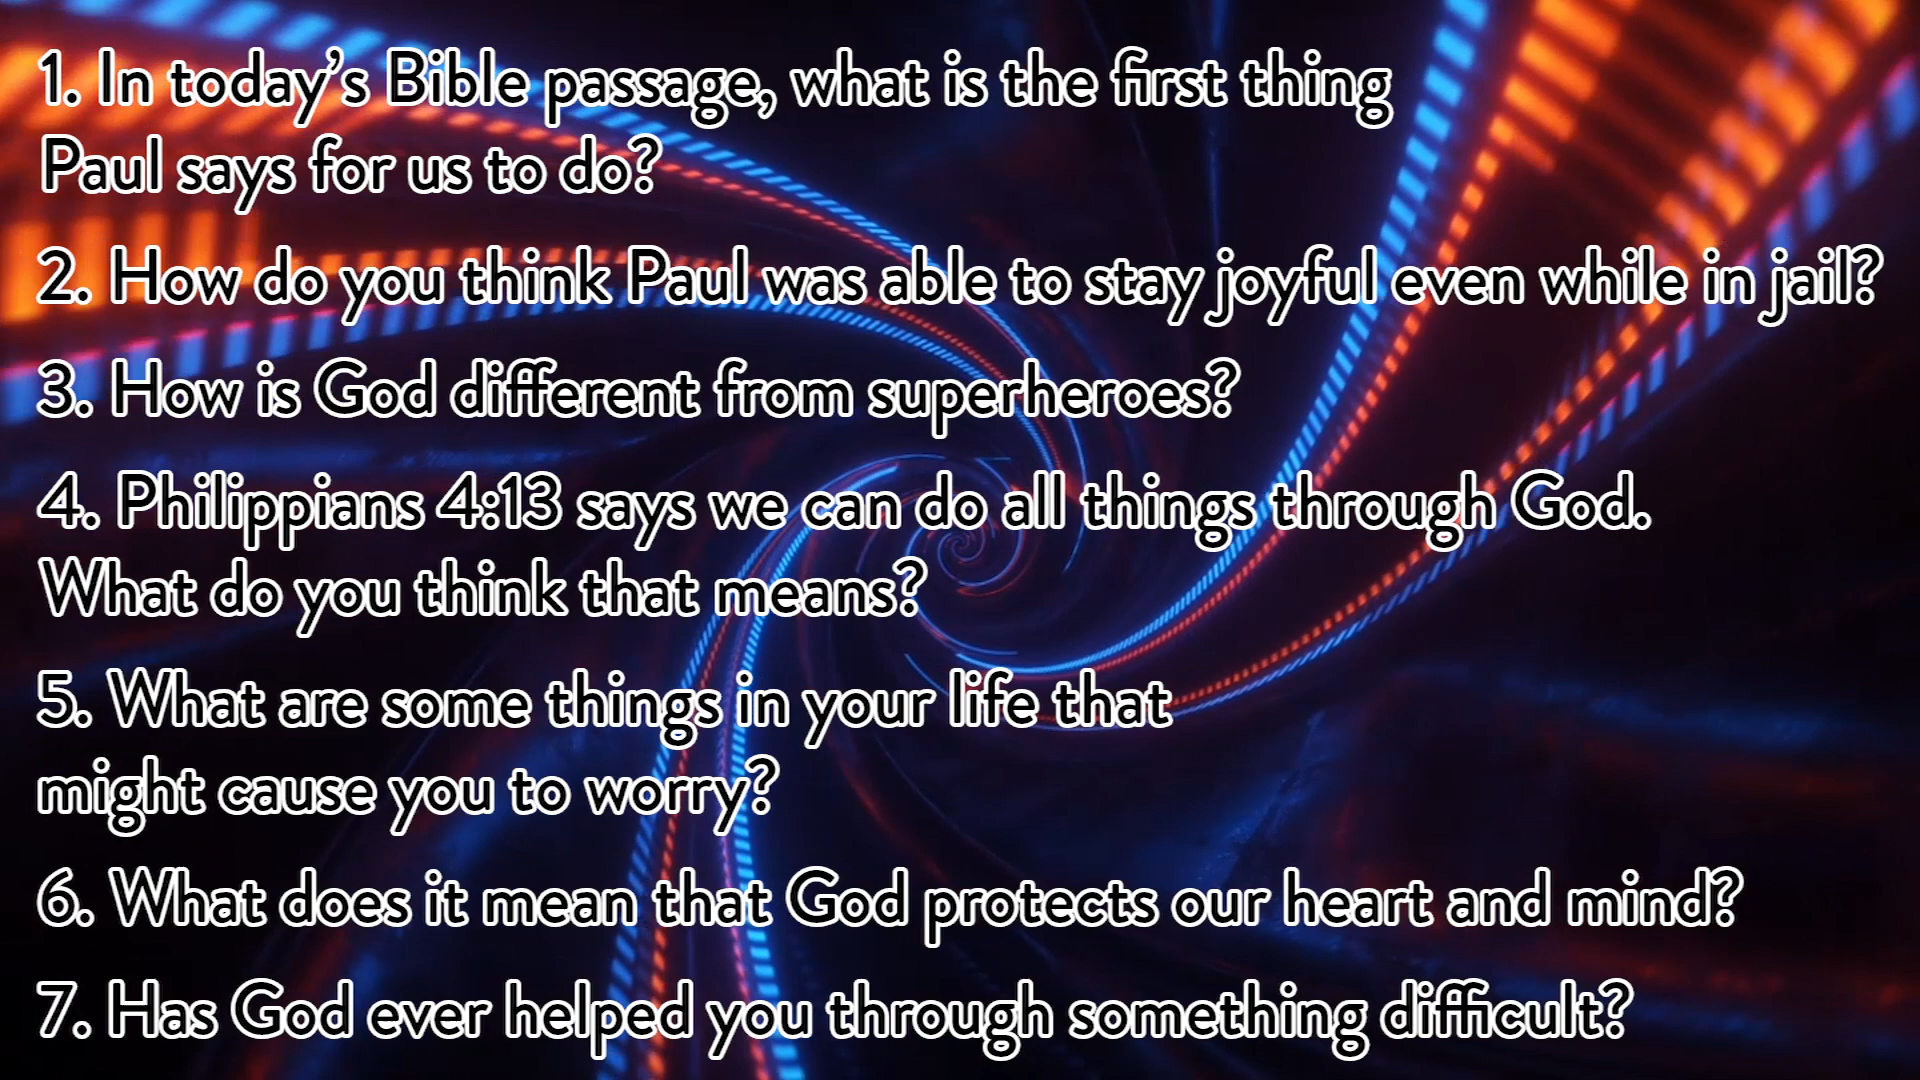 1. In today’s Bible passage, what is the first thing
Paul says for us to do?
2. How do you think Paul was able to stay joyful even while in jail?
3. How is God different from superheroes?
4. Philippians 4:13 says we can do all things through God.
What do you think that means?
5. What are some things in your life that
might cause you to worry?
6. What does it mean that God protects our heart and mind?
7. Has God ever helped you through something difficult?